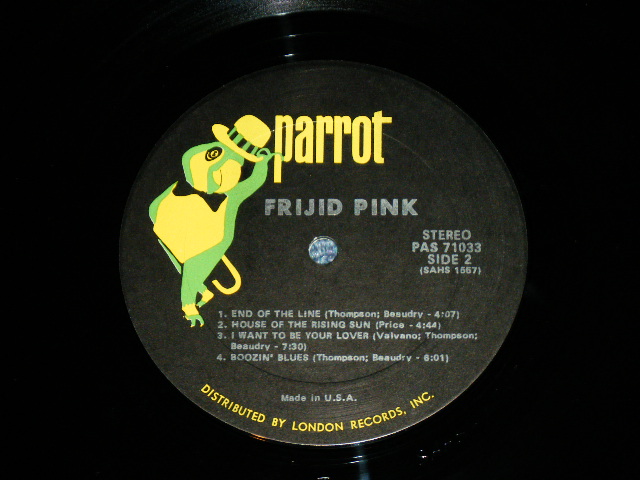 parrot
FRIJID PINK
STEREO
PAS 71033
SIDE 2
(SAHS 1567)
1. END OF THE LINE (Thompson; Beaudry - 4:07)
2. HOUSE OF THE RISING SUN (Price - 4:44)
3. I WANT TO BE YOUR LOVER (Valvano; Thompson;
Beaudry - 7:30)
4. BOOZIN' BLUES (Thompson; Beaudry - 6:01)
Made in U.S.A.
DISTRIBUTED BY LONDON RECORDS, INC.